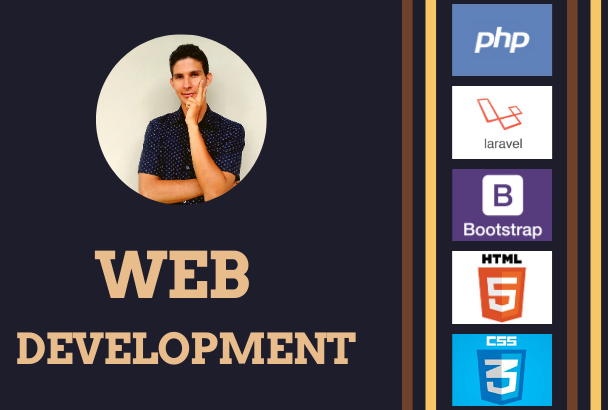 WEB
DEVELOPMENT
php
laravel
B
Bootstrap
HTML
5
CSS
3